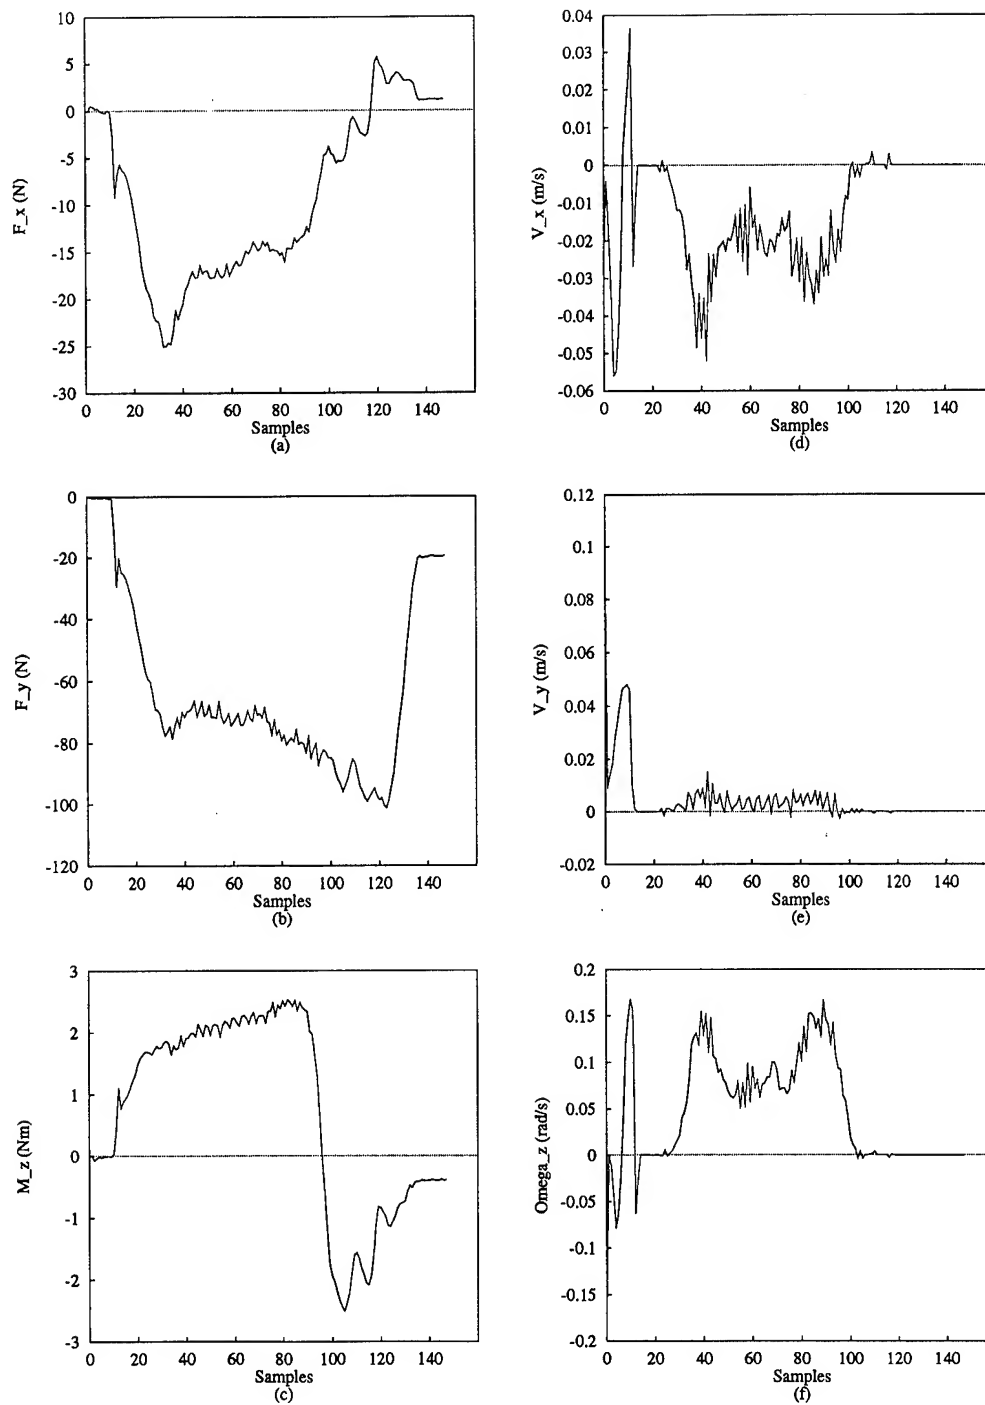 10
5
0
-5
-10
-15
-20
-25
-30
F_x (N)
0 20 40 60 80 100 120 140
Samples
(a)
0.04
0.03
0.02
0.01
0
-0.01
-0.02
-0.03
-0.04
-0.05
-0.06
V_x (m/s)
0 20 40 60 80 100 120 140
Samples
(d)
0
-20
-40
-60
-80
-100
-120
F_y (N)
0 20 40 60 80 100 120 140
Samples
(b)
0.12
0.1
0.08
0.06
0.04
0.02
0
-0.02
V_y (m/s)
0 20 40 60 80 100 120 140
Samples
(e)
3
2
1
0
-1
-2
-3
M_z (Nm)
0 20 40 60 80 100 120 140
Samples
(c)
0.2
0.15
0.1
0.05
0
-0.05
-0.1
-0.15
-0.2
Omega_z (rad/s)
0 20 40 60 80 100 120 140
Samples
(f)